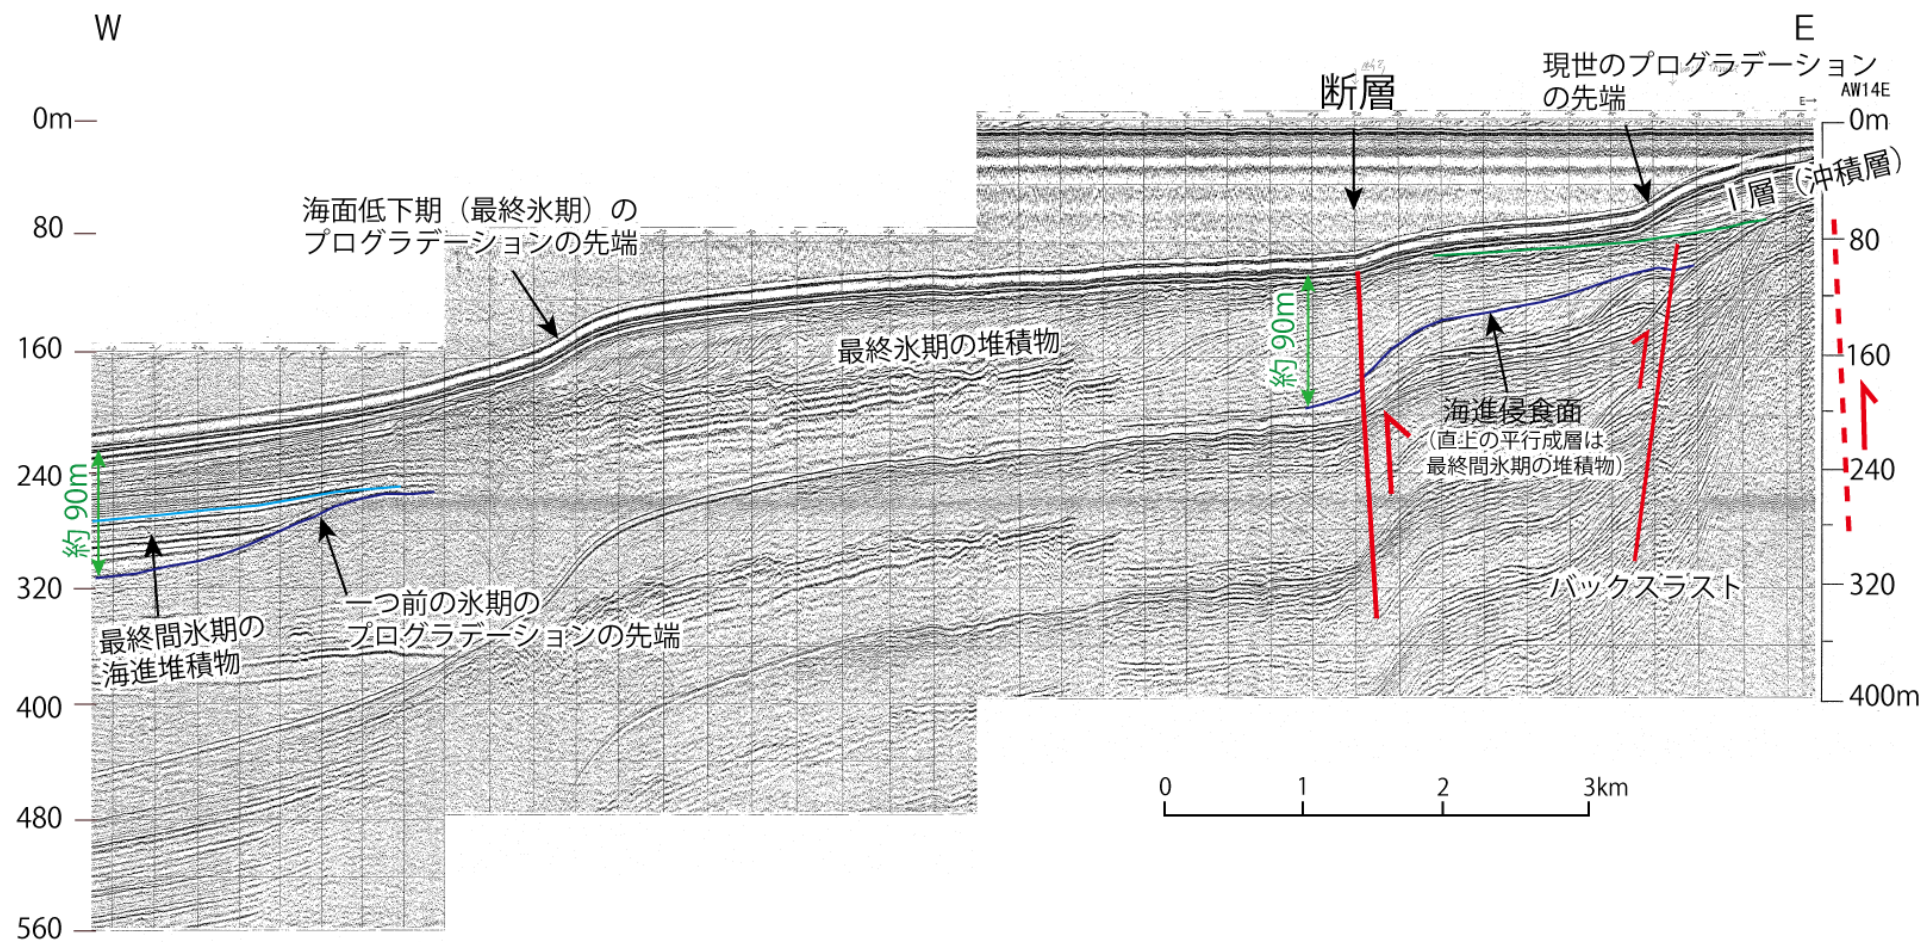 W
E
断層
現世のプログラデーション
の先端
AW14E
E→
0m
80
160
240
320
400
480
560
0m
80
160
240
320
400m
海面低下期（最終氷期）の
プログラデーションの先端
Ⅰ層（沖積層）
最終氷期の堆積物
約 90m
海進侵食面
（直上の平行成層は
最終間氷期の堆積物）
約 90m
バックスラスト
一つ前の氷期の
プログラデーションの先端
最終間氷期の
海進堆積物
0 1 2 3km